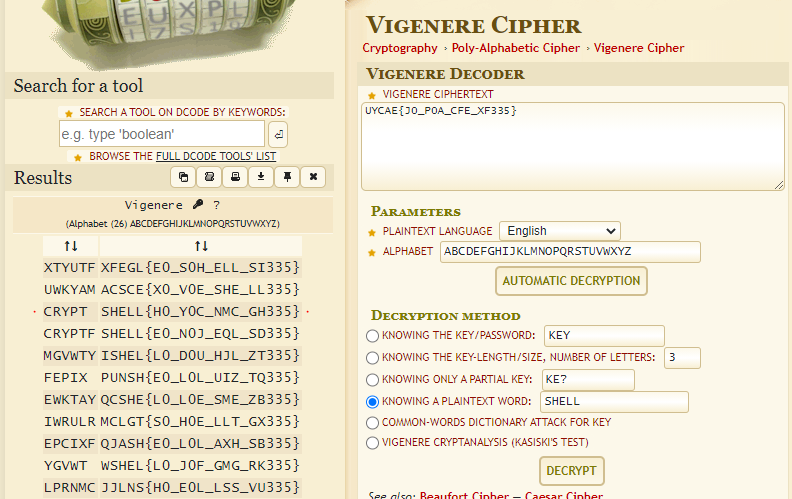 EUXPL
Search for a tool
SEARCH A TOOL ON DCODE BY KEYWORDS:
e.g. type 'boolean'
BROWSE THE FULL DCODE TOOLS' LIST
Results
Vigenere ?
(Alphabet (26) ABCDEFGHIJKLMNOPQRSTUVWXYZ)
↑↓ ↑↓
XTYUTF XFEGL{E0_S0H_ELL_SI335}
UWKYAM ACSCE{X0_V0E_SHE_LL335}
CRYPT SHELL{H0_Y0C_NMC_GH335}
CRYPTF SHELL{E0_N0J_EQL_SD335}
MGVWTY ISHEL{L0_D0U_HJL_ZT335}
FEPIX PUNSH{E0_L0L_UIZ_TQ335}
EWKTAY QCSHE{L0_L0E_SME_ZB335}
IWRULR MCLGT{S0_H0E_LLT_GX335}
EPCIXF QJASH{E0_L0L_AXH_SB335}
YGVWT WSHEL{L0_J0F_GMG_RK335}
LPRNMC JJLNS{H0_E0L_LSS_VU335}
VIGENERE CIPHER
Cryptography › Poly-Alphabetic Cipher › Vigenere Cipher
VIGENERE DECODER
VIGENERE CIPHERTEXT
UYCAE{J0_P0A_CFE_XF335}
PARAMETERS
PLAINTEXT LANGUAGE English
ALPHABET ABCDEFGHIJKLMNOPQRSTUVWXYZ
AUTOMATIC DECRYPTION
DECRYPTION METHOD
KNOWING THE KEY/PASSWORD: KEY
KNOWING THE KEY-LENGTH/SIZE, NUMBER OF LETTERS: 3
KNOWING ONLY A PARTIAL KEY: KE?
KNOWING A PLAINTEXT WORD: SHELL
COMMON-WORDS DICTIONARY ATTACK FOR KEY
VIGENERE CRYPTANALYSIS (KASISKI'S TEST)
DECRYPT
See also: Beaufort Cipher — Caesar Cipher